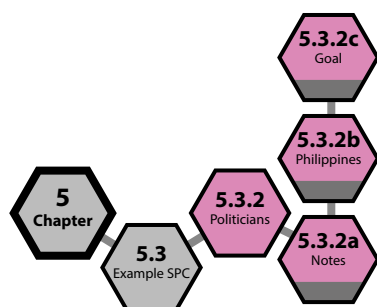 5.3.2c
Goal
5.3.2b
Philippines
5
Chapter
5.3.2
Politicians
5.3
Example SPC
5.3.2a
Notes